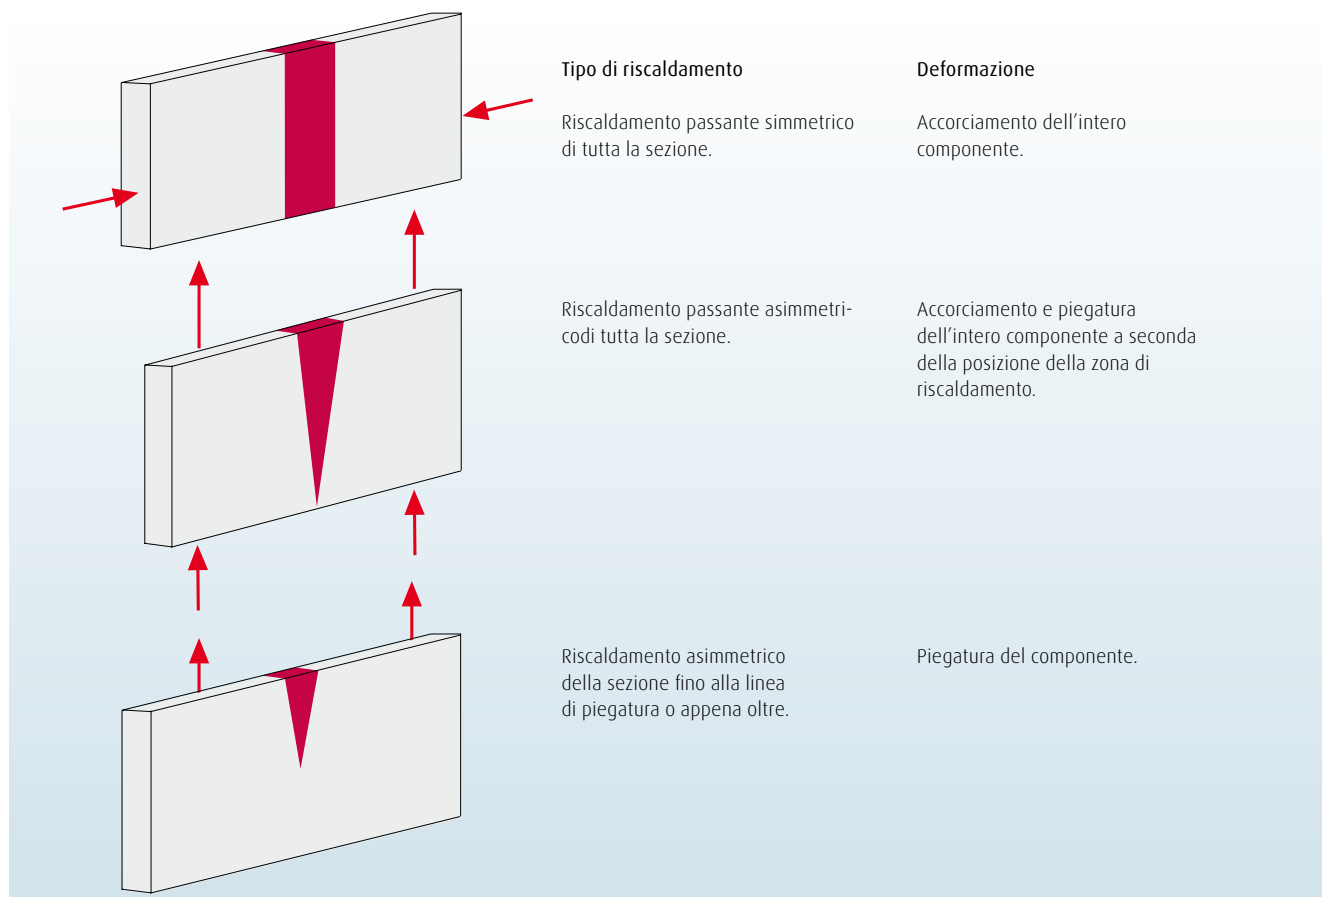 Tipo di riscaldamento
Deformazione
Riscaldamento passante simmetrico
di tutta la sezione.
Accorciamento dell’intero
componente.
Riscaldamento passante asimmetri-
codi tutta la sezione.
Accorciamento e piegatura
dell’intero componente a seconda
della posizione della zona di
riscaldamento.
Riscaldamento asimmetrico
della sezione fino alla linea
di piegatura o appena oltre.
Piegatura del componente.